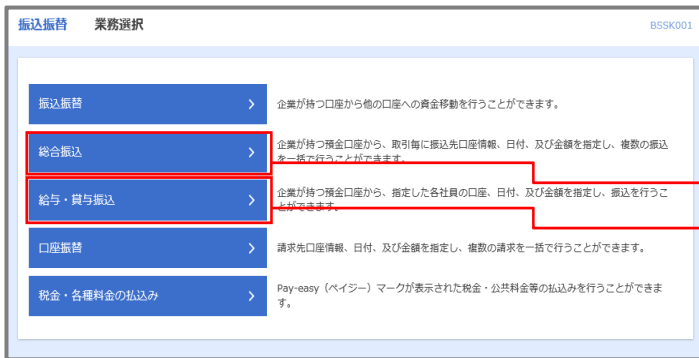 振込振替 業務選択 BSSK001
振込振替 企業が持つ口座から他の口座への資金移動を行うことができます。
総合振込 企業が持つ預金口座から、取引毎に振込先口座情報、日付、及び金額を指定し、複数の振込
を一括で行うことができます。
給与・賞与振込 企業が持つ預金口座から、指定した各社員の口座、日付、及び金額を指定し、振込を行うこ
とができます。
口座振替 請求先口座情報、日付、及び金額を指定し、複数の請求を一括で行うことができます。
税金・各種料金の払込み Pay-easy（ペイジー）マークが表示された税金・公共料金等の払込みを行うことができま
す。